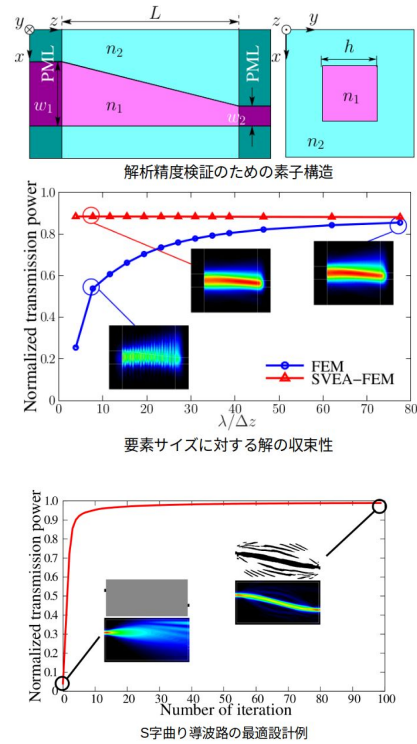 y z L z y
x x
PML n₂ PML h
w₁ n₁ w₂ n₁
n₂
解析精度検証のための素子構造
Normalized transmission power
1.0
0.8
0.6
0.4
0.2
0.0
FEM
SVEA−FEM
0 10 20 30 40 50 60 70 80
λ/Δz
要素サイズに対する解の収束性
Normalized transmission power
1.0
0.9
0.8
0.7
0.6
0.5
0.4
0.3
0.2
0.1
0.0
0 10 20 30 40 50 60 70 80 90 100
Number of iteration
S字曲り導波路の最適設計例